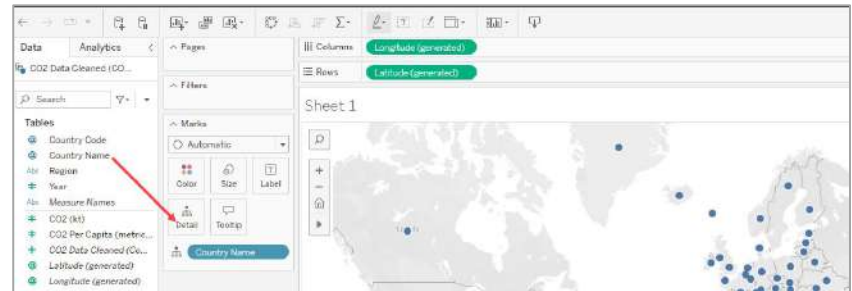 Data
Analytics
Pages
Columns
Longitude (generated)
CO2 Data Cleaned (CO...
Rows
Latitude (generated)
Filters
Search
Sheet 1
Tables
Marks
Country Code
Automatic
Country Name
Abc Region
Year
Color
Size
Label
Abc Measure Names
CO2 (kt)
CO2 Per Capita (metric...
Detail
Tooltip
CO2 Data Cleaned (Co...
Country Name
Latitude (generated)
Longitude (generated)